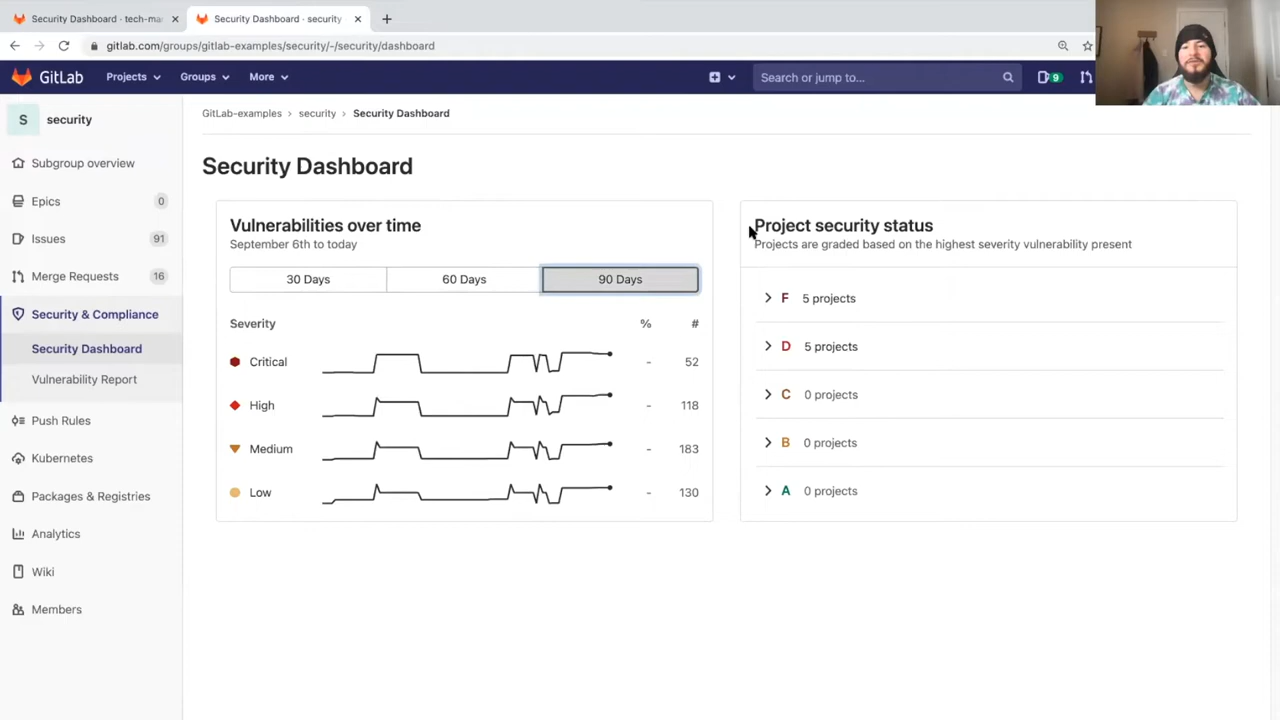 Security Dashboard · tech-ma
Security Dashboard · security
gitlab.com/groups/gitlab-examples/security/-/security/dashboard
GitLab
Projects
Groups
More
Search or jump to...
9
S
security
Subgroup overview
Epics 0
Issues 91
Merge Requests 16
Security & Compliance
Security Dashboard
Vulnerability Report
Push Rules
Kubernetes
Packages & Registries
Analytics
Wiki
Members
GitLab-examples › security › Security Dashboard
Security Dashboard
Vulnerabilities over time
September 6th to today
30 Days
60 Days
90 Days
Severity % #
Critical - 52
High - 118
Medium - 183
Low - 130
Project security status
Projects are graded based on the highest severity vulnerability present
F 5 projects
D 5 projects
C 0 projects
B 0 projects
A 0 projects